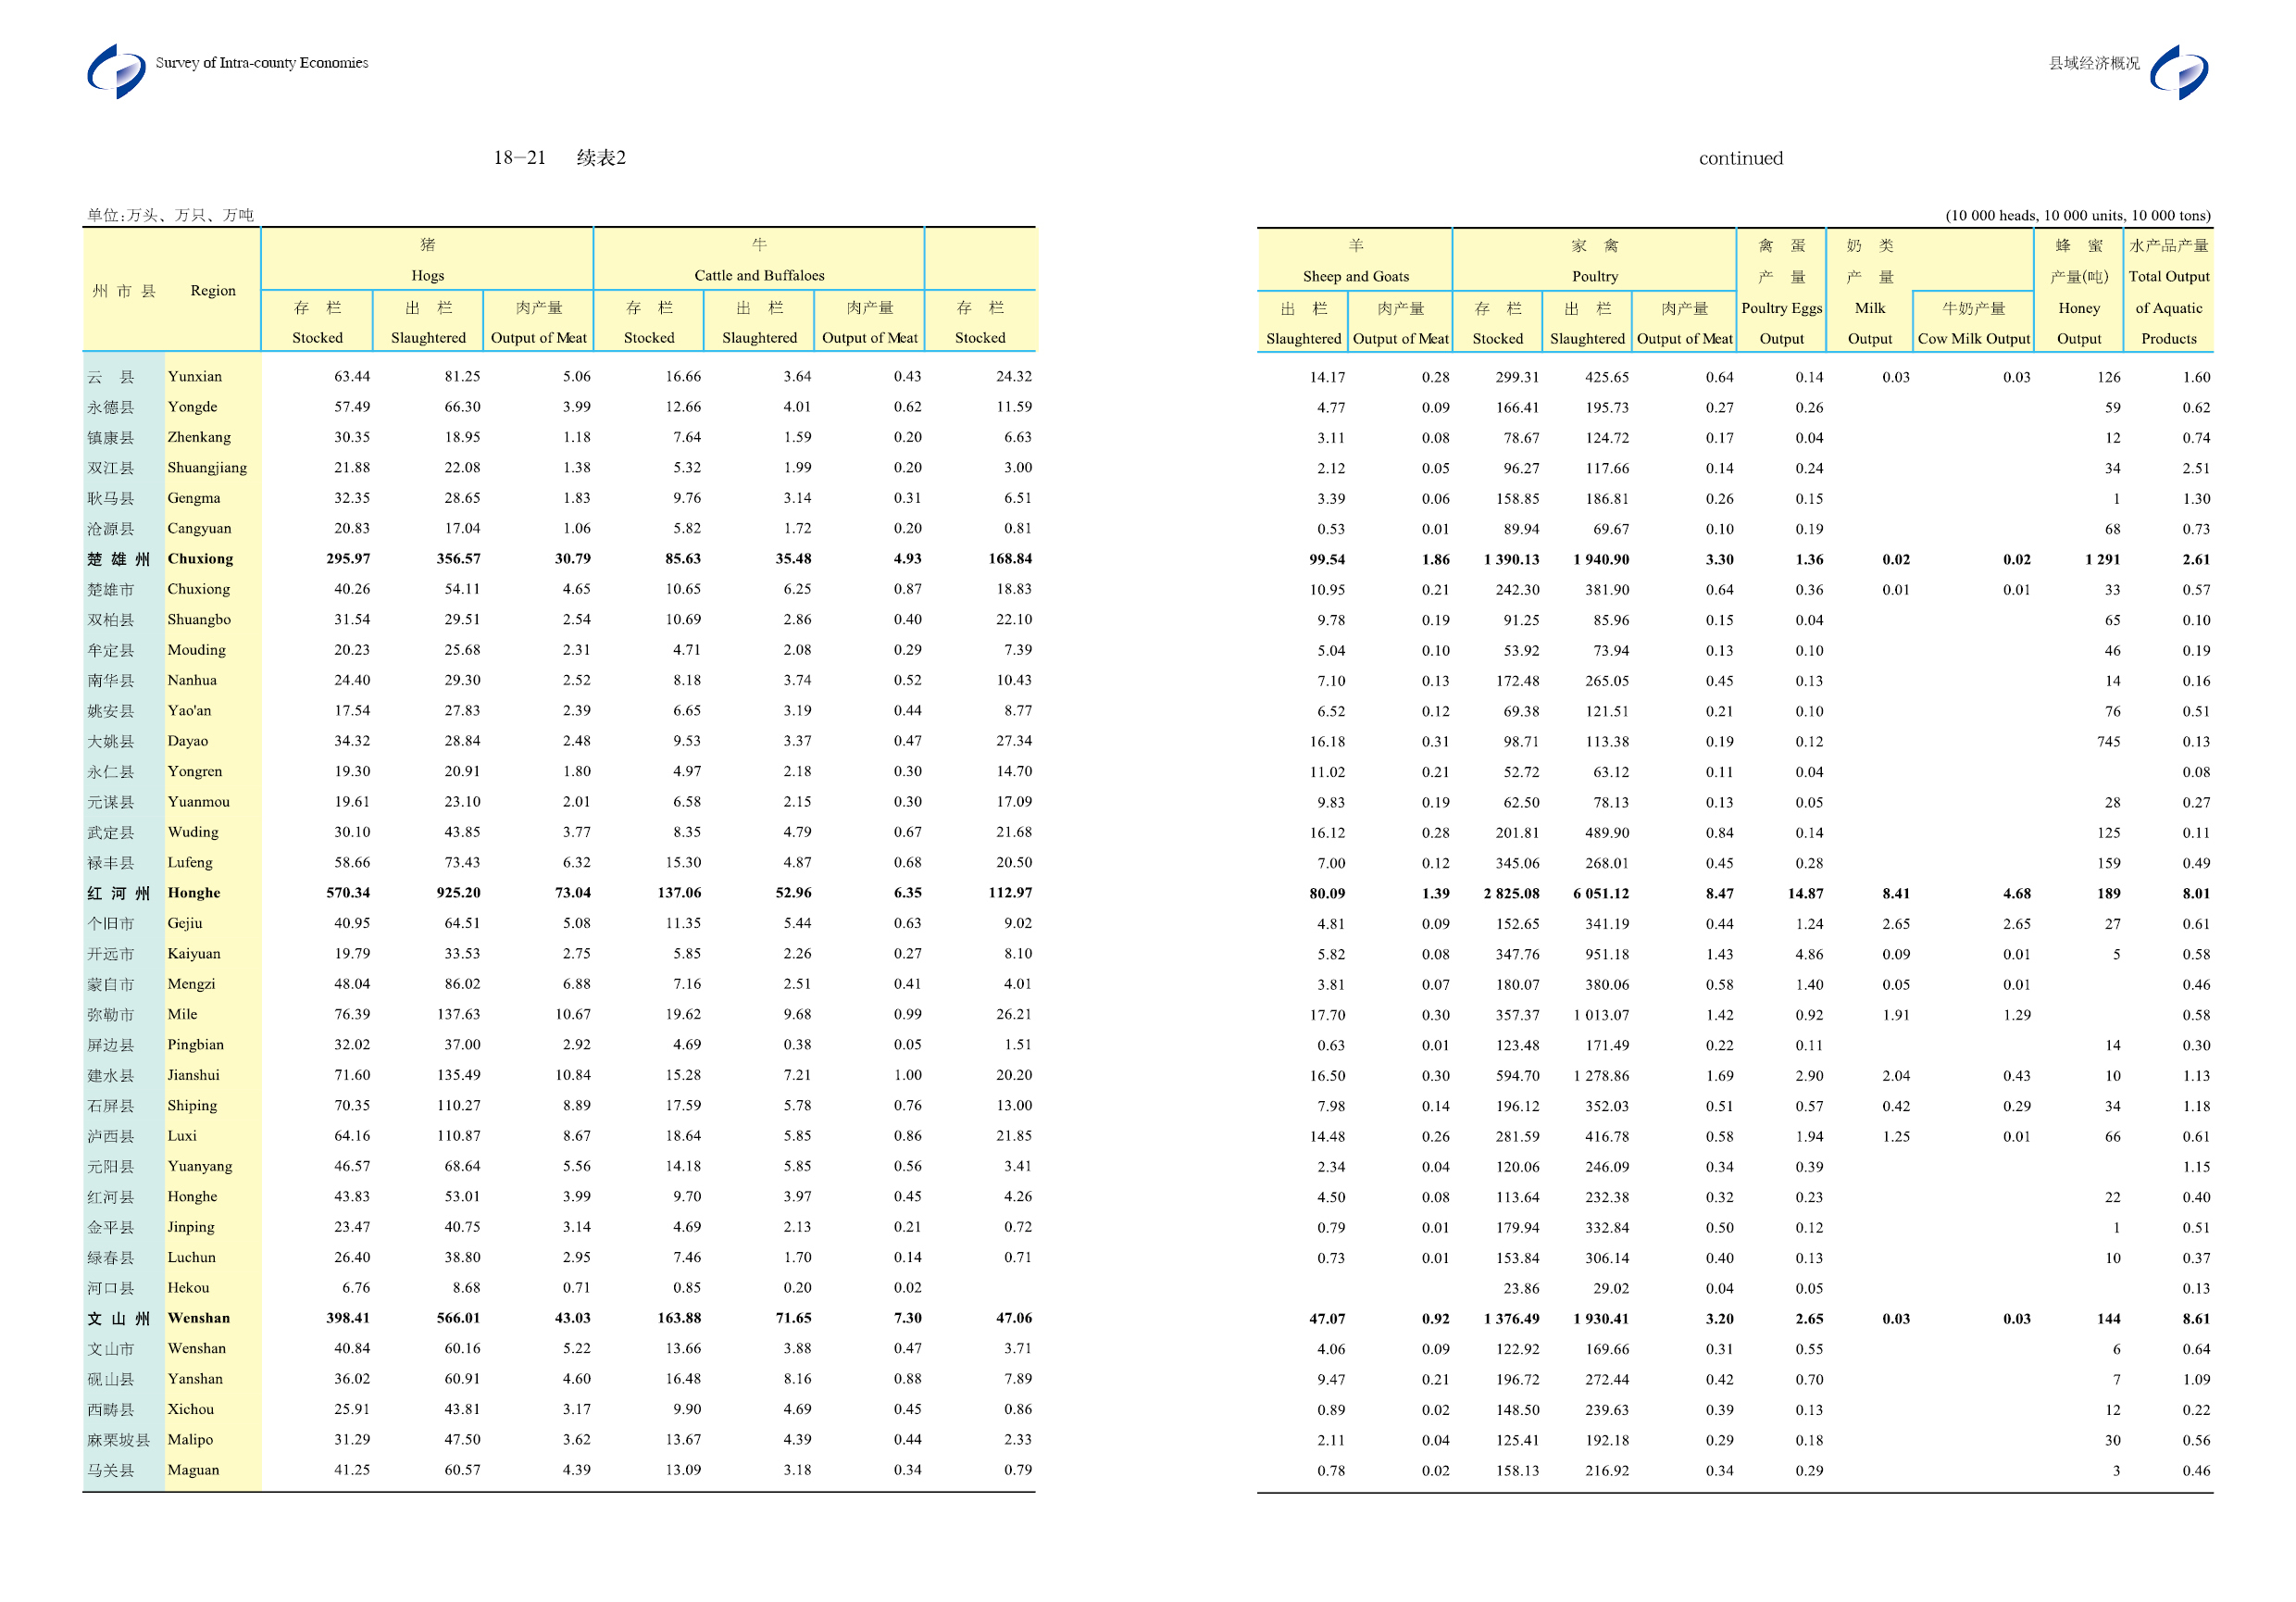 Survey of Intra-county Economies
县域经济概况
18—21 续表2
continued
单位:万头、万只、万吨
(10 000 heads, 10 000 units, 10 000 tons)
州 市 县 Region 猪 牛 羊 家 禽 禽 蛋 奶 类 蜂 蜜 水产品产量
Hogs Cattle and Buffaloes Sheep and Goats Poultry 产 量 产 量 产量(吨) Total Output
存 栏 出 栏 肉产量 存 栏 出 栏 肉产量 存 栏 出 栏 肉产量 存 栏 出 栏 肉产量 Poultry Eggs Milk 牛奶产量 Honey of Aquatic
Stocked Slaughtered Output of Meat Stocked Slaughtered Output of Meat Stocked Slaughtered Output of Meat Stocked Slaughtered Output of Meat Output Output Cow Milk Output Output Products
云 县 Yunxian 63.44 81.25 5.06 16.66 3.64 0.43 24.32 14.17 0.28 299.31 425.65 0.64 0.14 0.03 0.03 126 1.60
永德县 Yongde 57.49 66.30 3.99 12.66 4.01 0.62 11.59 4.77 0.09 166.41 195.73 0.27 0.26 59 0.62
镇康县 Zhenkang 30.35 18.95 1.18 7.64 1.59 0.20 6.63 3.11 0.08 78.67 124.72 0.17 0.04 12 0.74
双江县 Shuangjiang 21.88 22.08 1.38 5.32 1.99 0.20 3.00 2.12 0.05 96.27 117.66 0.14 0.24 34 2.51
耿马县 Gengma 32.35 28.65 1.83 9.76 3.14 0.31 6.51 3.39 0.06 158.85 186.81 0.26 0.15 1 1.30
沧源县 Cangyuan 20.83 17.04 1.06 5.82 1.72 0.20 0.81 0.53 0.01 89.94 69.67 0.10 0.19 68 0.73
楚 雄 州 Chuxiong 295.97 356.57 30.79 85.63 35.48 4.93 168.84 99.54 1.86 1 390.13 1 940.90 3.30 1.36 0.02 0.02 1 291 2.61
楚雄市 Chuxiong 40.26 54.11 4.65 10.65 6.25 0.87 18.83 10.95 0.21 242.30 381.90 0.64 0.36 0.01 0.01 33 0.57
双柏县 Shuangbo 31.54 29.51 2.54 10.69 2.86 0.40 22.10 9.78 0.19 91.25 85.96 0.15 0.04 65 0.10
牟定县 Mouding 20.23 25.68 2.31 4.71 2.08 0.29 7.39 5.04 0.10 53.92 73.94 0.13 0.10 46 0.19
南华县 Nanhua 24.40 29.30 2.52 8.18 3.74 0.52 10.43 7.10 0.13 172.48 265.05 0.45 0.13 14 0.16
姚安县 Yao'an 17.54 27.83 2.39 6.65 3.19 0.44 8.77 6.52 0.12 69.38 121.51 0.21 0.10 76 0.51
大姚县 Dayao 34.32 28.84 2.48 9.53 3.37 0.47 27.34 16.18 0.31 98.71 113.38 0.19 0.12 745 0.13
永仁县 Yongren 19.30 20.91 1.80 4.97 2.18 0.30 14.70 11.02 0.21 52.72 63.12 0.11 0.04 0.08
元谋县 Yuanmou 19.61 23.10 2.01 6.58 2.15 0.30 17.09 9.83 0.19 62.50 78.13 0.13 0.05 28 0.27
武定县 Wuding 30.10 43.85 3.77 8.35 4.79 0.67 21.68 16.12 0.28 201.81 489.90 0.84 0.14 125 0.11
禄丰县 Lufeng 58.66 73.43 6.32 15.30 4.87 0.68 20.50 7.00 0.12 345.06 268.01 0.45 0.28 159 0.49
红 河 州 Honghe 570.34 925.20 73.04 137.06 52.96 6.35 112.97 80.09 1.39 2 825.08 6 051.12 8.47 14.87 8.41 4.68 189 8.01
个旧市 Gejiu 40.95 64.51 5.08 11.35 5.44 0.63 9.02 4.81 0.09 152.65 341.19 0.44 1.24 2.65 2.65 27 0.61
开远市 Kaiyuan 19.79 33.53 2.75 5.85 2.26 0.27 8.10 5.82 0.08 347.76 951.18 1.43 4.86 0.09 0.01 5 0.58
蒙自市 Mengzi 48.04 86.02 6.88 7.16 2.51 0.41 4.01 3.81 0.07 180.07 380.06 0.58 1.40 0.05 0.01 0.46
弥勒市 Mile 76.39 137.63 10.67 19.62 9.68 0.99 26.21 17.70 0.30 357.37 1 013.07 1.42 0.92 1.91 1.29 0.58
屏边县 Pingbian 32.02 37.00 2.92 4.69 0.38 0.05 1.51 0.63 0.01 123.48 171.49 0.22 0.11 14 0.30
建水县 Jianshui 71.60 135.49 10.84 15.28 7.21 1.00 20.20 16.50 0.30 594.70 1 278.86 1.69 2.90 2.04 0.43 10 1.13
石屏县 Shiping 70.35 110.27 8.89 17.59 5.78 0.76 13.00 7.98 0.14 196.12 352.03 0.51 0.57 0.42 0.29 34 1.18
泸西县 Luxi 64.16 110.87 8.67 18.64 5.85 0.86 21.85 14.48 0.26 281.59 416.78 0.58 1.94 1.25 0.01 66 0.61
元阳县 Yuanyang 46.57 68.64 5.56 14.18 5.85 0.56 3.41 2.34 0.04 120.06 246.09 0.34 0.39 1.15
红河县 Honghe 43.83 53.01 3.99 9.70 3.97 0.45 4.26 4.50 0.08 113.64 232.38 0.32 0.23 22 0.40
金平县 Jinping 23.47 40.75 3.14 4.69 2.13 0.21 0.72 0.79 0.01 179.94 332.84 0.50 0.12 1 0.51
绿春县 Luchun 26.40 38.80 2.95 7.46 1.70 0.14 0.71 0.73 0.01 153.84 306.14 0.40 0.13 10 0.37
河口县 Hekou 6.76 8.68 0.71 0.85 0.20 0.02 23.86 29.02 0.04 0.05 0.13
文 山 州 Wenshan 398.41 566.01 43.03 163.88 71.65 7.30 47.06 47.07 0.92 1 376.49 1 930.41 3.20 2.65 0.03 0.03 144 8.61
文山市 Wenshan 40.84 60.16 5.22 13.66 3.88 0.47 3.71 4.06 0.09 122.92 169.66 0.31 0.55 6 0.64
砚山县 Yanshan 36.02 60.91 4.60 16.48 8.16 0.88 7.89 9.47 0.21 196.72 272.44 0.42 0.70 7 1.09
西畴县 Xichou 25.91 43.81 3.17 9.90 4.69 0.45 0.86 0.89 0.02 148.50 239.63 0.39 0.13 12 0.22
麻栗坡县 Malipo 31.29 47.50 3.62 13.67 4.39 0.44 2.33 2.11 0.04 125.41 192.18 0.29 0.18 30 0.56
马关县 Maguan 41.25 60.57 4.39 13.09 3.18 0.34 0.79 0.78 0.02 158.13 216.92 0.34 0.29 3 0.46